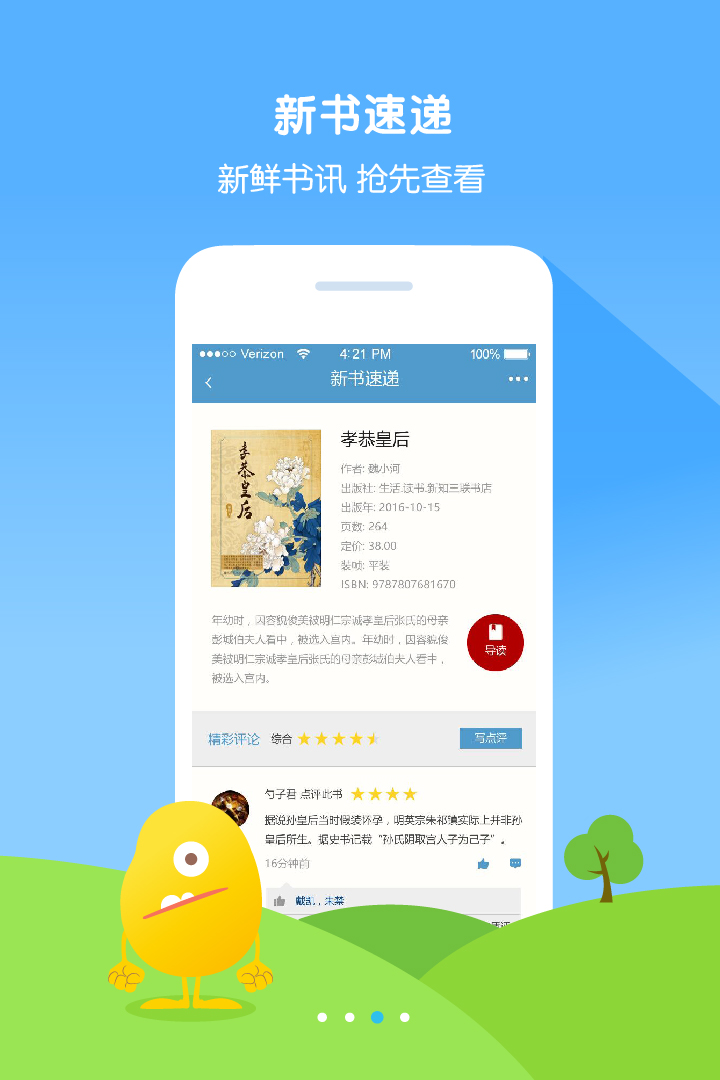 新书速递
新鲜书讯 抢先查看
Verizon 4:21 PM 100%
新书速递
孝恭皇后
孝恭皇后
作者: 魏小河
出版社: 生活.读书.新知三联书店
出版年: 2016-10-15
页数: 264
定价: 38.00
装帧: 平装
ISBN: 9787807681670
年幼时，因容貌俊美被明仁宗诚孝皇后张氏的母亲
彭城伯夫人看中，被选入宫内。年幼时，因容貌俊
美被明仁宗诚孝皇后张氏的母亲彭城伯夫人看中，
被选入宫内。
导读
精彩评论 综合
写点评
勺子君 点评此书
据说孙皇后当时假装怀孕，明英宗朱祁镇实际上并非孙
皇后所生。据史书记载“孙氏阴取宫人子为己子”。
16分钟前
戴凯，朱棽